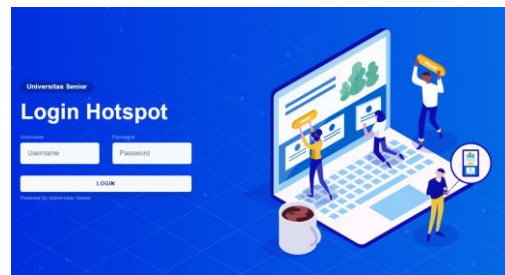 Universitas Senior
Login Hotspot
Username Password
Username Password
LOGIN
Powered by Universitas Senior